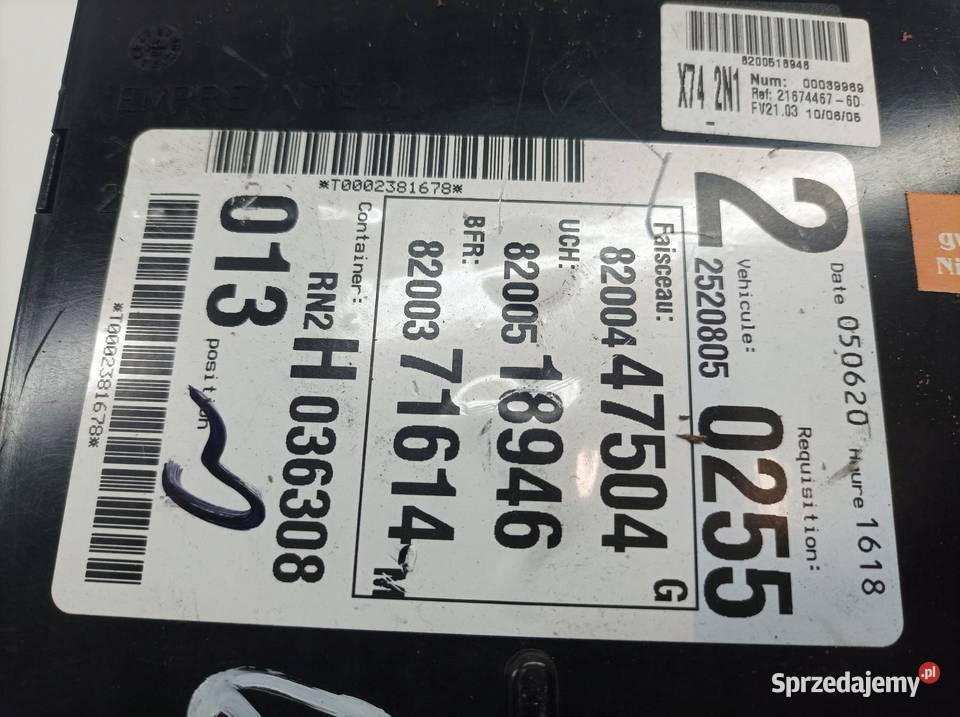 8200518946
X74 2N1
Num: 00039969
Ref: 21674467-6D
FV21.03 10/06/05
Date 050620 Heure 1618
2
Vehicule:
Requisition:
2520805 0255
Faisceau:
82004 47504 G
UCH:
82005 18946
BFR:
82003 71614 M
*T0002381678*
Container:
RN2 H 036308
013
position
*T0002381678*
Sprzedajemy.pl